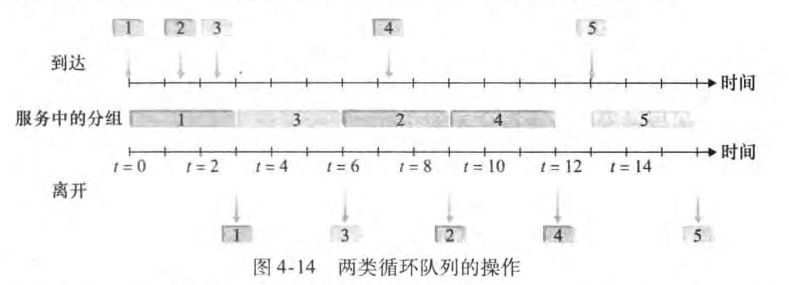 1 2 3 4 5
到达
时间
服务中的分组 1 3 2 4 5
时间
t=0 t=2 t=4 t=6 t=8 t=10 t=12 t=14
离开
1 3 2 4 5
图 4-14 两类循环队列的操作